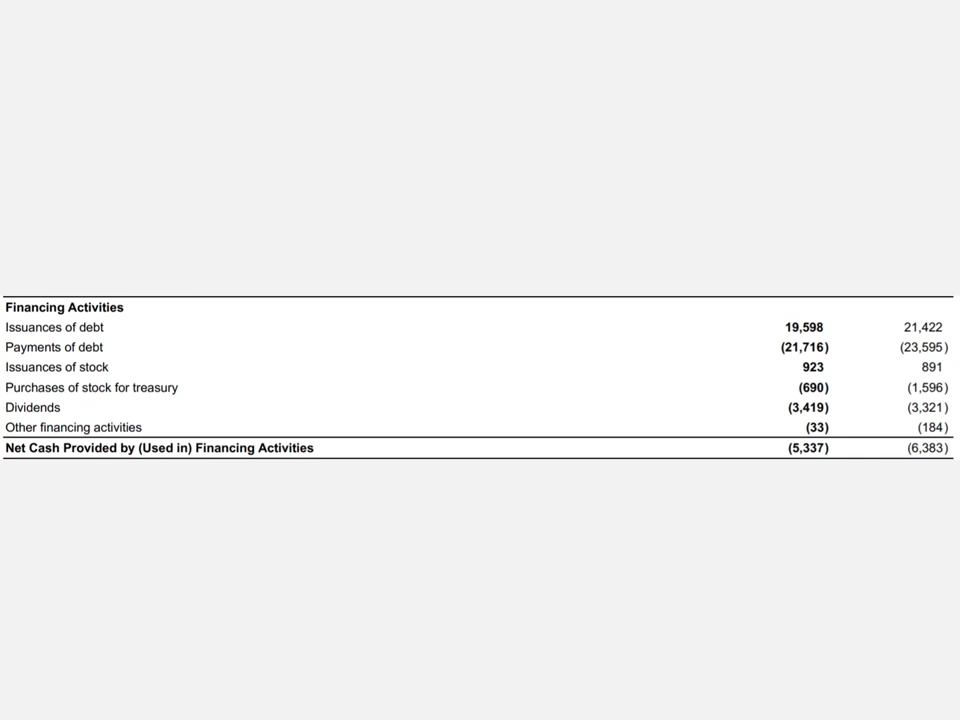 Financing Activities
Issuances of debt 19,598 21,422
Payments of debt (21,716) (23,595)
Issuances of stock 923 891
Purchases of stock for treasury (690) (1,596)
Dividends (3,419) (3,321)
Other financing activities (33) (184)
Net Cash Provided by (Used in) Financing Activities (5,337) (6,383)